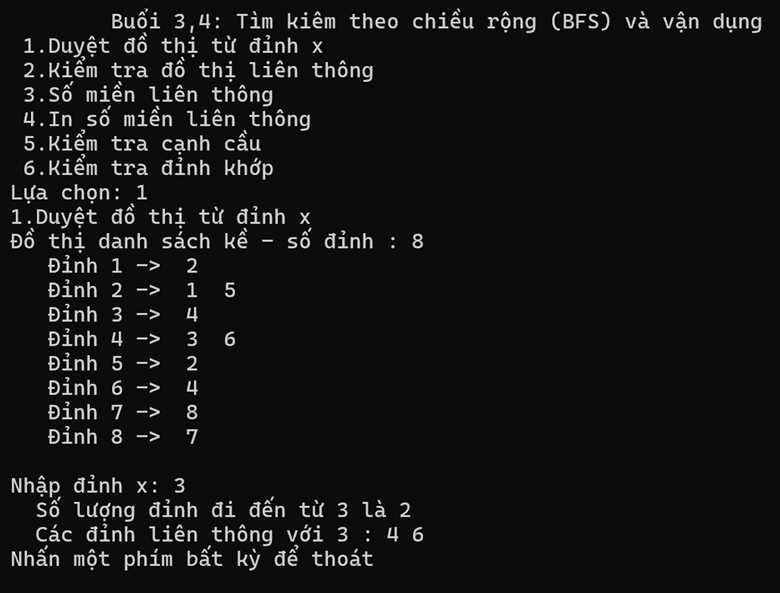 Buổi 3,4: Tìm kiêm theo chiều rộng (BFS) và vận dụng
1.Duyệt đồ thị từ đỉnh x
2.Kiểm tra đồ thị liên thông
3.Số miền liên thông
4.In số miền liên thông
5.Kiểm tra cạnh cầu
6.Kiểm tra đỉnh khớp
Lựa chọn: 1
1.Duyệt đồ thị từ đỉnh x
Đồ thị danh sách kề - số đỉnh : 8
Đỉnh 1 -> 2
Đỉnh 2 -> 1 5
Đỉnh 3 -> 4
Đỉnh 4 -> 3 6
Đỉnh 5 -> 2
Đỉnh 6 -> 4
Đỉnh 7 -> 8
Đỉnh 8 -> 7
Nhập đỉnh x: 3
Số lượng đỉnh đi đến từ 3 là 2
Các đỉnh liên thông với 3 : 4 6
Nhấn một phím bất kỳ để thoát